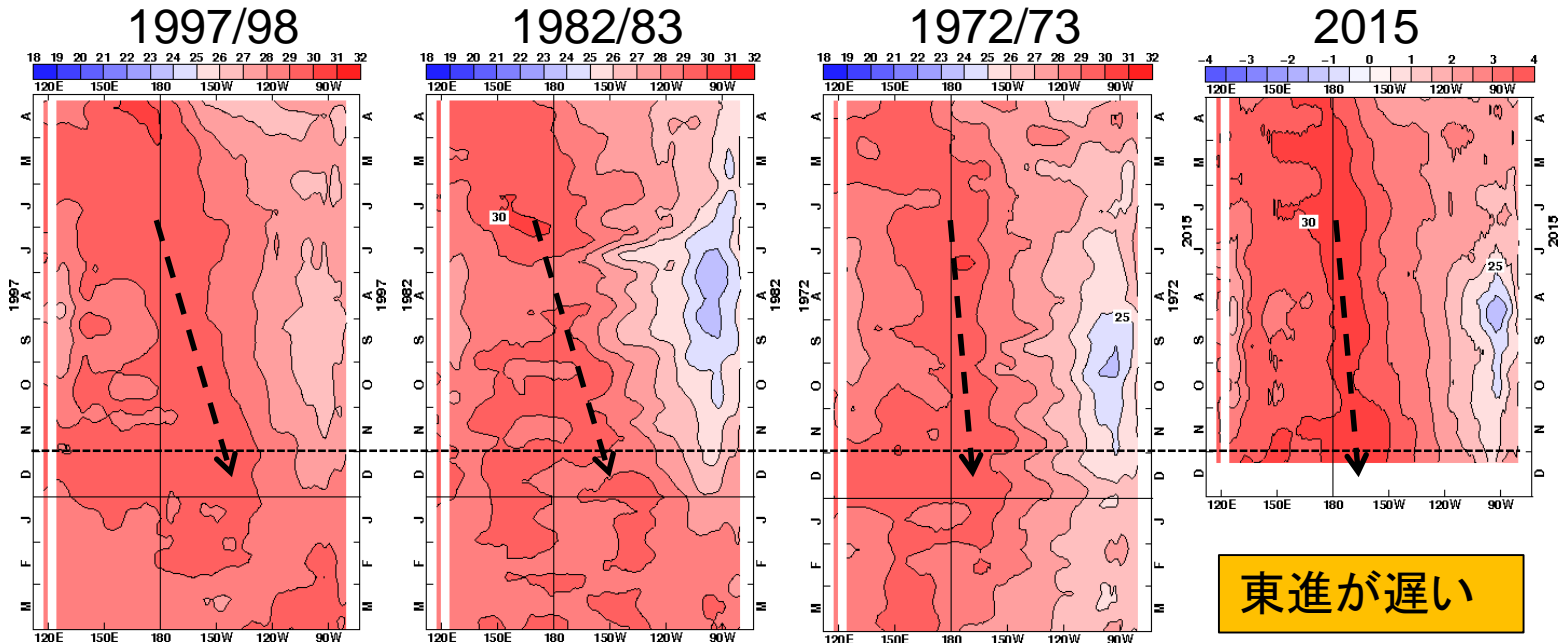 1997/98
18 19 20 21 22 23 24 25 26 27 28 29 30 31 32
120E 150E 180 150W 120W 90W
A M J J A S O N D J F M
1997
1997
120E 150E 180 150W 120W 90W
1982/83
18 19 20 21 22 23 24 25 26 27 28 29 30 31 32
120E 150E 180 150W 120W 90W
A M J J A S O N D J F M
1982
1982
30
120E 150E 180 150W 120W 90W
1972/73
18 19 20 21 22 23 24 25 26 27 28 29 30 31 32
120E 150E 180 150W 120W 90W
A M J J A S O N D J F M
1972
1972
25
120E 150E 180 150W 120W 90W
2015
−4 −3 −2 −1 0 1 2 3 4
120E 150E 180 150W 120W 90W
A M J J A S O N D
2015
2015
30
25
120E 150E 180 150W 120W 90W
東進が遅い